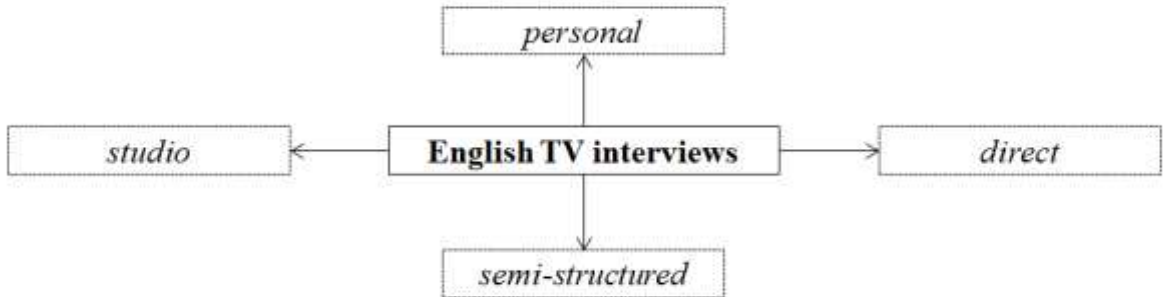 personal
studio
English TV interviews
direct
semi-structured